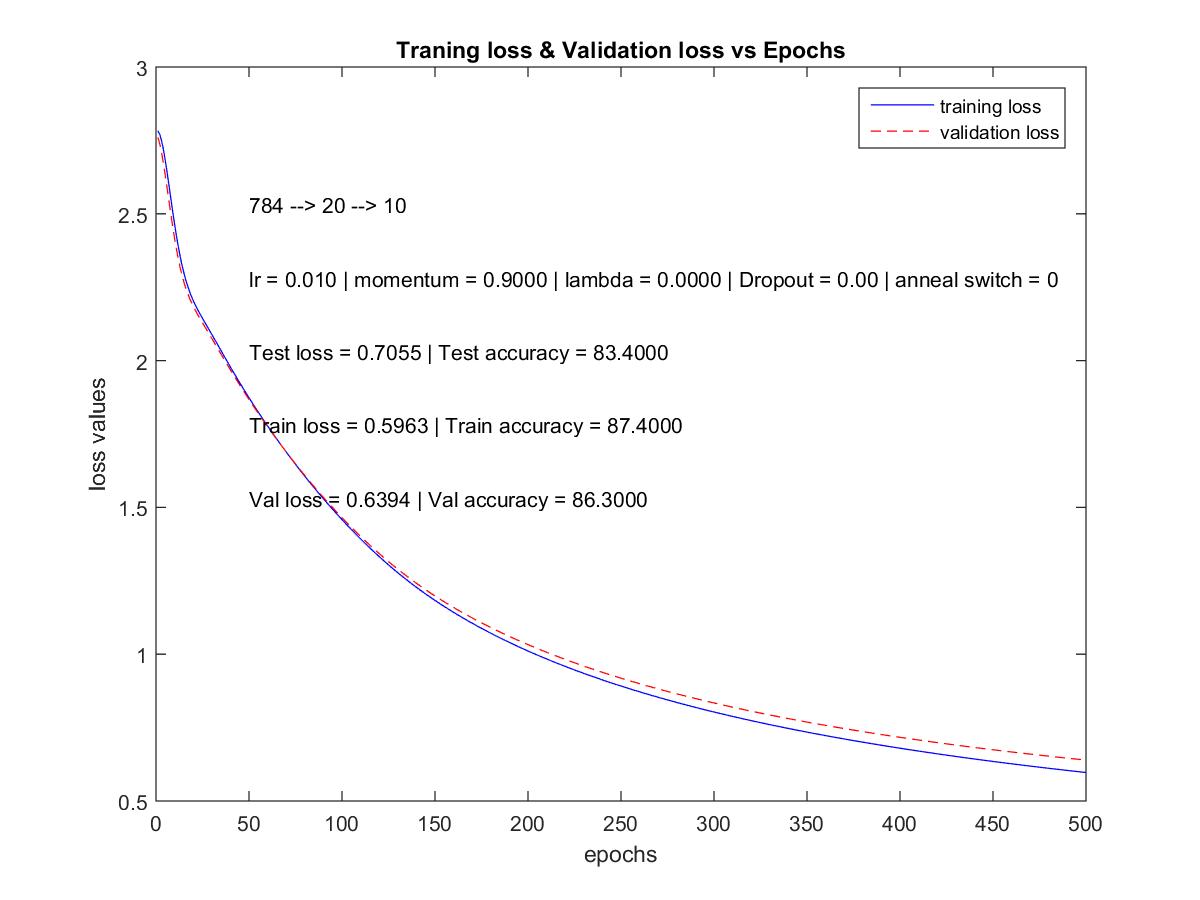 Traning loss & Validation loss vs Epochs
3
training loss
validation loss
784 --> 20 --> 10
2.5
lr = 0.010 | momentum = 0.9000 | lambda = 0.0000 | Dropout = 0.00 | anneal switch = 0
Test loss = 0.7055 | Test accuracy = 83.4000
2
loss values
Train loss = 0.5963 | Train accuracy = 87.4000
Val loss = 0.6394 | Val accuracy = 86.3000
1.5
1
0.5
0 50 100 150 200 250 300 350 400 450 500
epochs